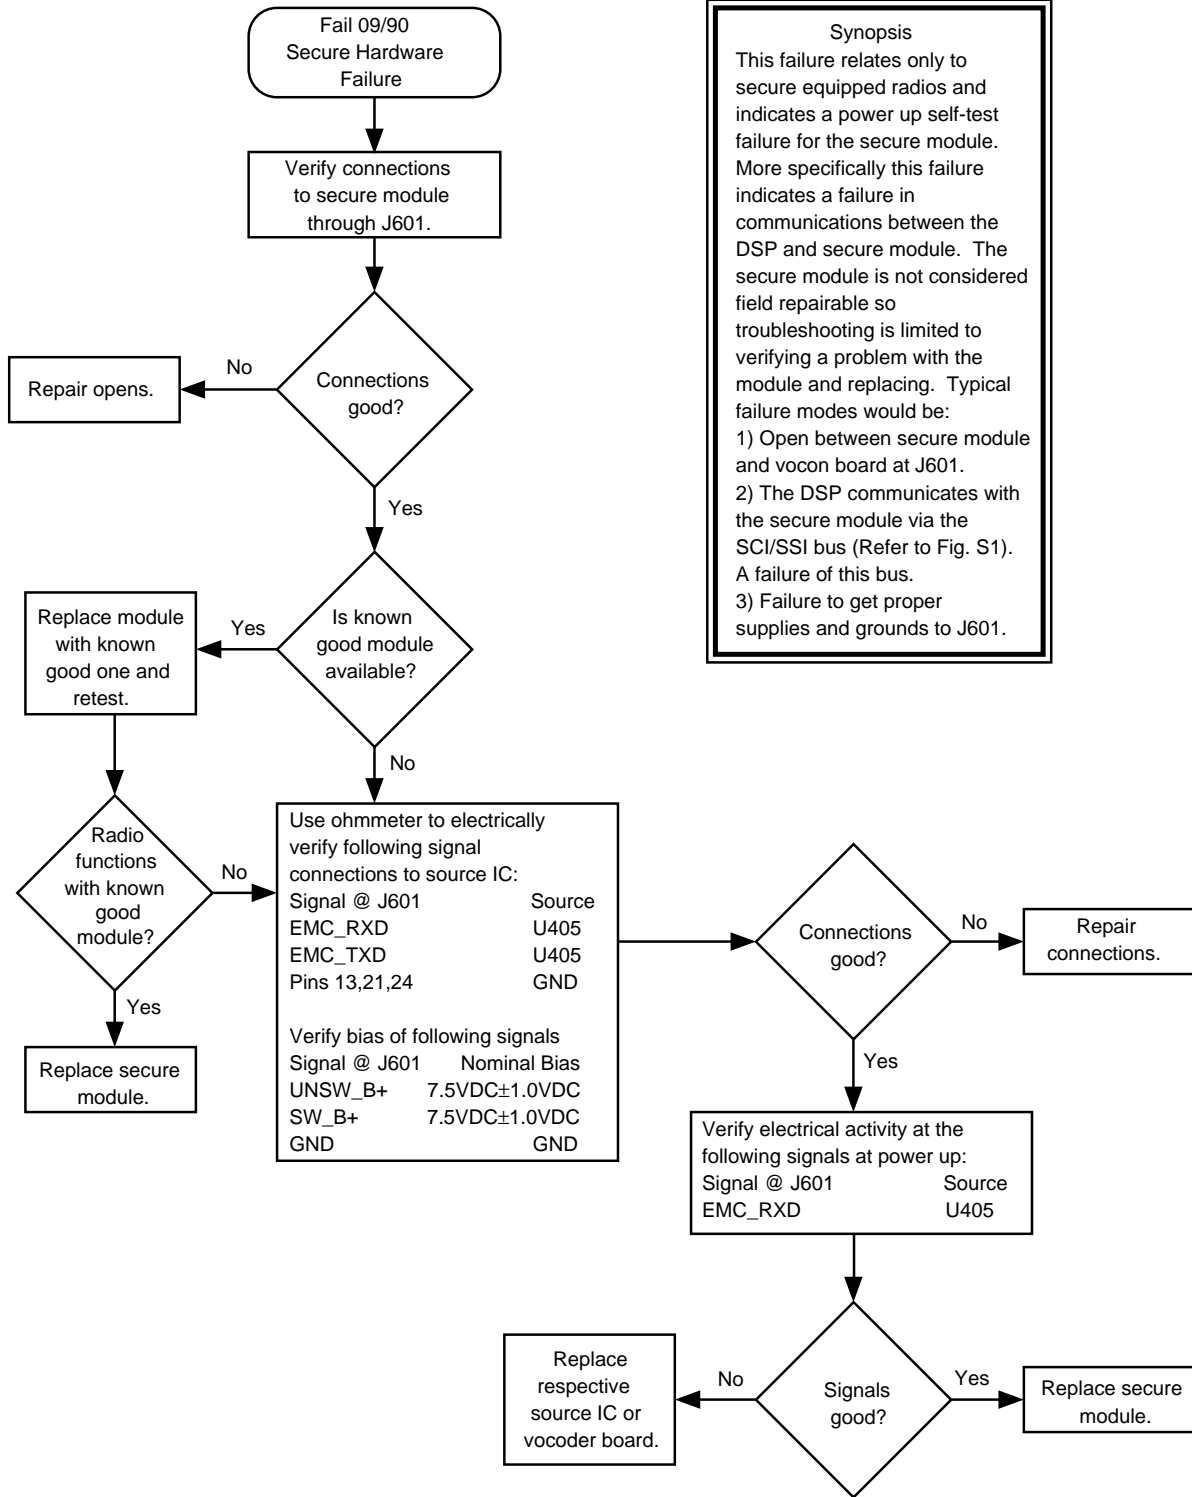 Fail 09/90
Secure Hardware
Failure
Verify connections
to secure module
through J601.
Connections
good?
No
Repair opens.
Yes
Is known
good module
available?
Yes
Replace module
with known
good one and
retest.
No
Radio
functions
with known
good
module?
No
Yes
Replace secure
module.
Use ohmmeter to electrically
verify following signal
connections to source IC:
Signal @ J601 Source
EMC_RXD U405
EMC_TXD U405
Pins 13,21,24 GND
Verify bias of following signals
Signal @ J601 Nominal Bias
UNSW_B+ 7.5VDC±1.0VDC
SW_B+ 7.5VDC±1.0VDC
GND GND
Connections
good?
No
Repair
connections.
Yes
Verify electrical activity at the
following signals at power up:
Signal @ J601 Source
EMC_RXD U405
Signals
good?
No
Replace
respective
source IC or
vocoder board.
Yes
Replace secure
module.
Synopsis
This failure relates only to
secure equipped radios and
indicates a power up self-test
failure for the secure module.
More specifically this failure
indicates a failure in
communications between the
DSP and secure module. The
secure module is not considered
field repairable so
troubleshooting is limited to
verifying a problem with the
module and replacing. Typical
failure modes would be:
1) Open between secure module
and vocon board at J601.
2) The DSP communicates with
the secure module via the
SCI/SSI bus (Refer to Fig. S1).
A failure of this bus.
3) Failure to get proper
supplies and grounds to J601.